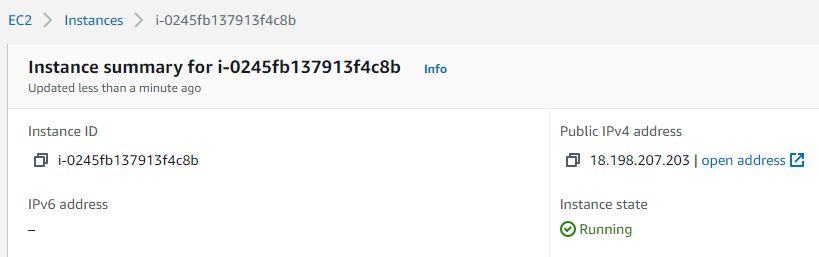 EC2 > Instances > i-0245fb137913f4c8b
Instance summary for i-0245fb137913f4c8b Info
Updated less than a minute ago
Instance ID
i-0245fb137913f4c8b
Public IPv4 address
18.198.207.203 | open address
IPv6 address
–
Instance state
Running